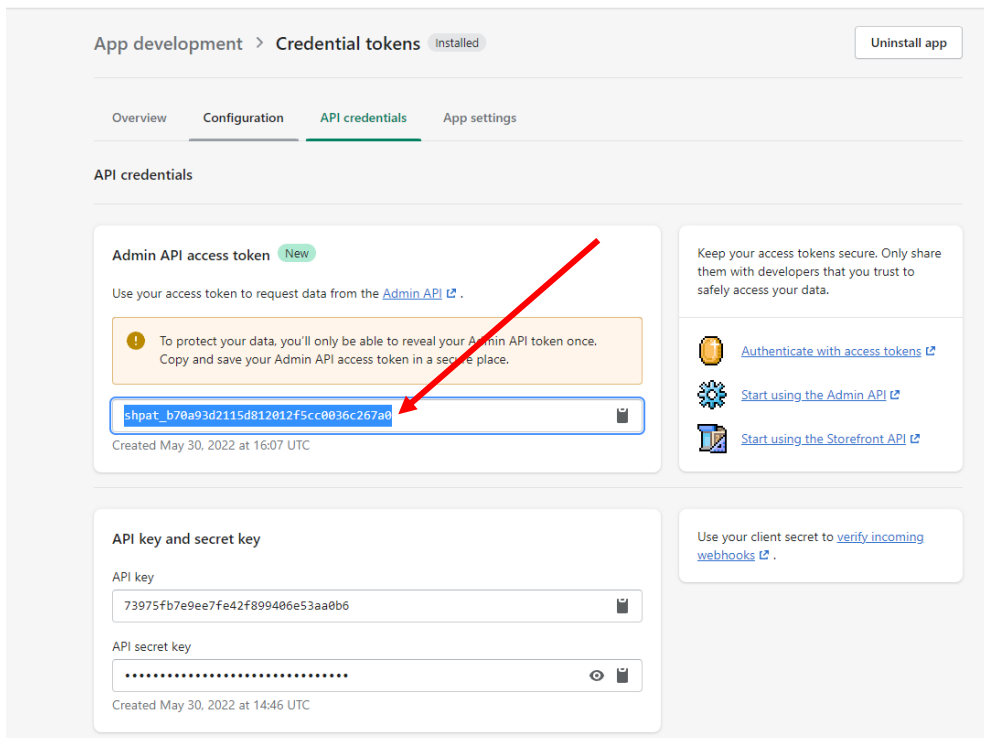 App development > Credential tokens Installed
Uninstall app
Overview Configuration API credentials App settings
API credentials
Admin API access token New
Use your access token to request data from the Admin API .
To protect your data, you'll only be able to reveal your Admin API token once.
Copy and save your Admin API access token in a secure place.
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
Created May 30, 2022 at 16:07 UTC
Keep your access tokens secure. Only share
them with developers that you trust to
safely access your data.
Authenticate with access tokens
Start using the Admin API
Start using the Storefront API
API key and secret key
API key
73975fb7e9ee7fe42f899406e53aa0b6
API secret key
••••••••••••••••••••••••••••••••
Created May 30, 2022 at 14:46 UTC
Use your client secret to verify incoming
webhooks .